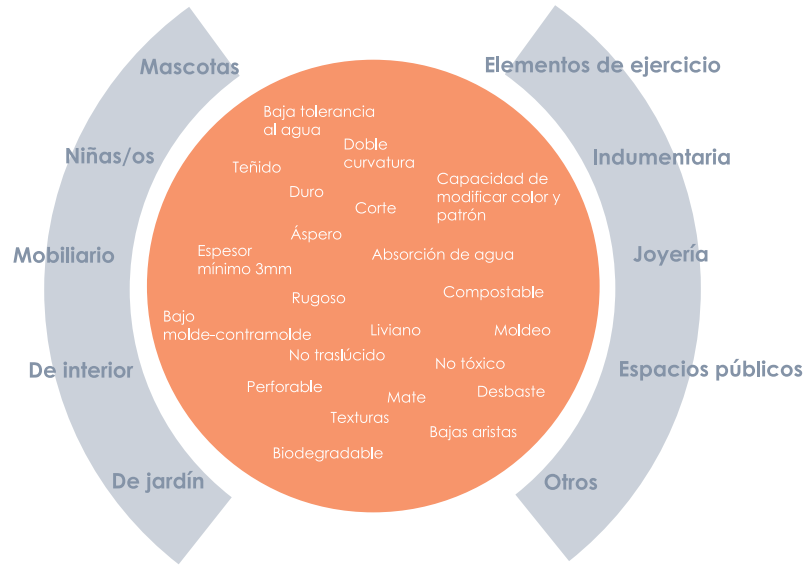 Mascotas
Niñas/os
Mobiliario
De interior
De jardín
Baja tolerancia
al agua
Doble
curvatura
Teñido
Capacidad de
modificar color y
patrón
Duro
Corte
Áspero
Espesor
mínimo 3mm
Absorción de agua
Rugoso
Compostable
Bajo
molde-contramolde
Liviano
Moldeo
No traslúcido
No tóxico
Perforable
Mate
Desbaste
Texturas
Bajas aristas
Biodegradable
Elementos de ejercicio
Indumentaria
Joyería
Espacios públicos
Otros